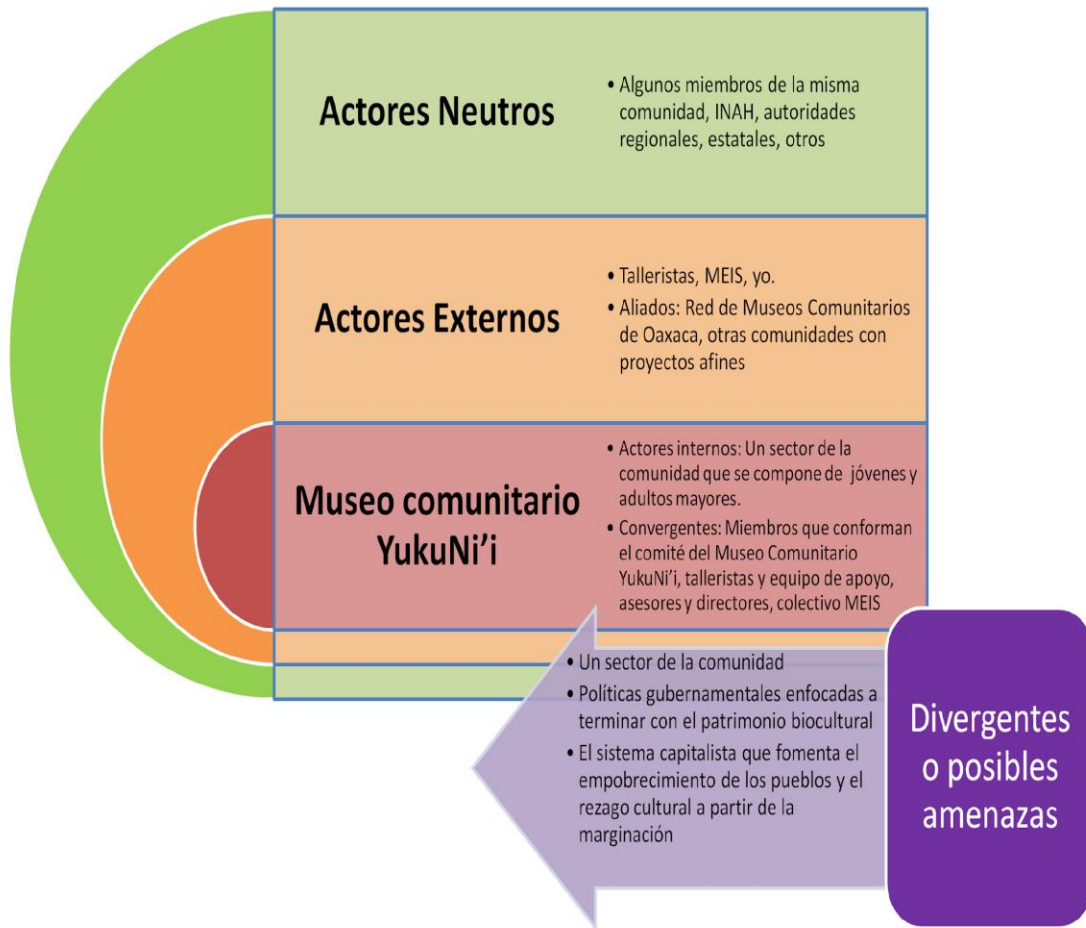 Actores Neutros
• Algunos miembros de la misma
comunidad, INAH, autoridades
regionales, estatales, otros
Actores Externos
• Talleristas, MEIS, yo.
• Aliados: Red de Museos Comunitarios
de Oaxaca, otras comunidades con
proyectos afines
Museo comunitario
YukuNi’i
• Actores internos: Un sector de la
comunidad que se compone de jóvenes y
adultos mayores.
• Convergentes: Miembros que conforman
el comité del Museo Comunitario
YukuNi’i, talleristas y equipo de apoyo,
asesores y directores, colectivo MEIS
• Un sector de la comunidad
• Políticas gubernamentales enfocadas a
terminar con el patrimonio biocultural
• El sistema capitalista que fomenta el
empobrecimiento de los pueblos y el
rezago cultural a partir de la
marginación
Divergentes
o posibles
amenazas